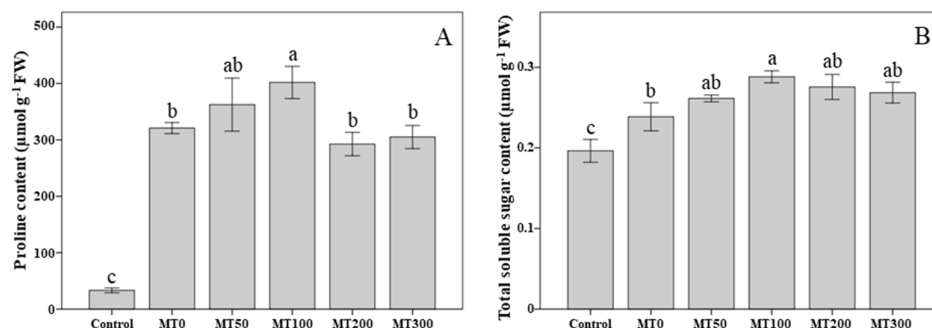 A
Proline content (μmol g⁻¹ FW)
500
400
300
200
100
0
c
b
ab
a
b
b
Control MT0 MT50 MT100 MT200 MT300
B
Total soluble sugar content (μmol g⁻¹ FW)
0.3
0.2
0.1
0
c
b
ab
a
ab
ab
Control MT0 MT50 MT100 MT200 MT300